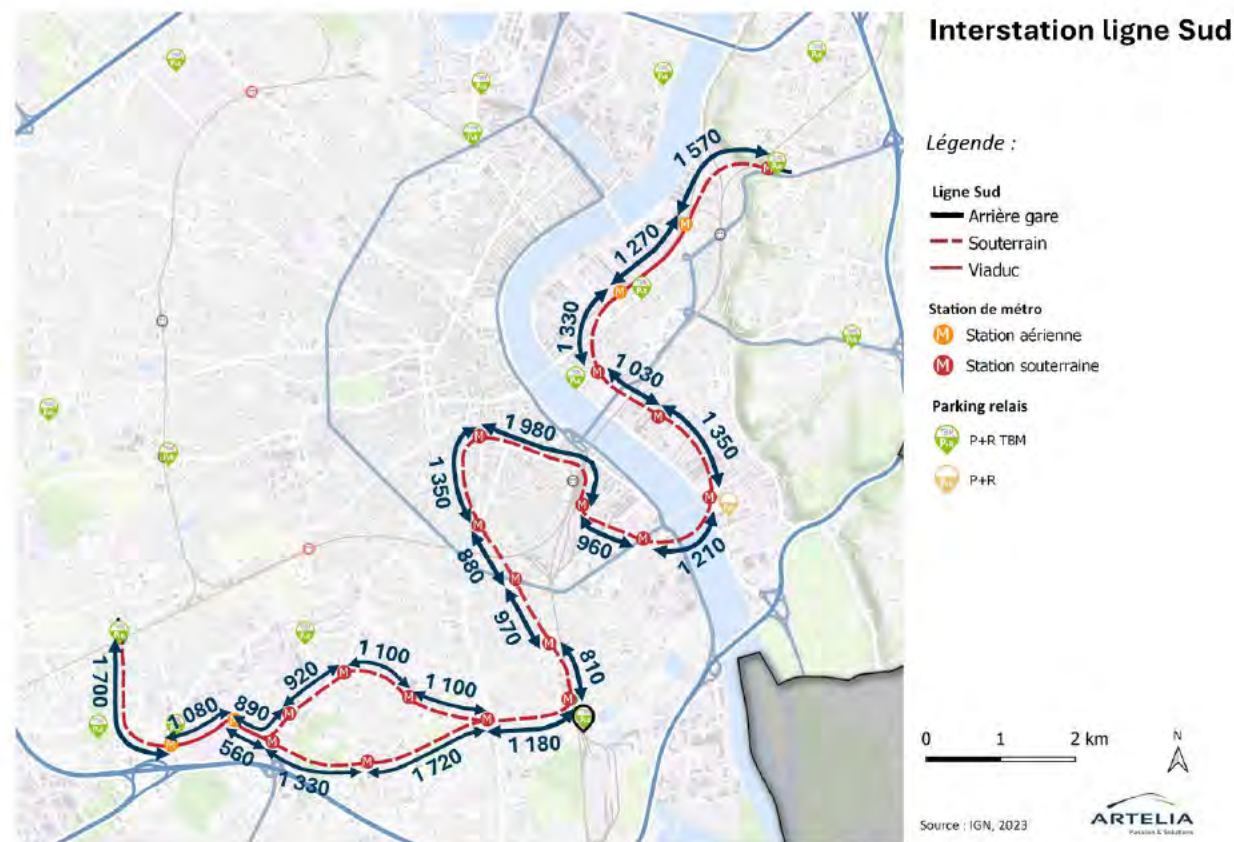 Interstation ligne Sud
Légende :
Ligne Sud
Arrière gare
Souterrain
Viaduc
Station de métro
M Station aérienne
M Station souterraine
Parking relais
P+R TBM
P+R
0 1 2 km
N
Source : IGN, 2023
ARTELIA
Passion & Solutions
1 570
1 270
1 330
1 030
1 350
1 980
1 350
960
1 210
880
970
810
1 700
1 080
890
920
1 100
1 100
560
1 330
1 720
1 180